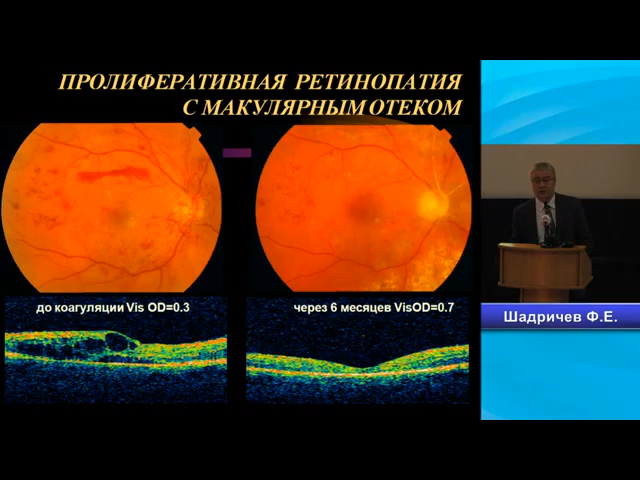 ПРОЛИФЕРАТИВНАЯ РЕТИНОПАТИЯ
С МАКУЛЯРНЫМ ОТЕКОМ
до коагуляции Vis OD=0.3
через 6 месяцев VisOD=0.7
Шадричев Ф.Е.